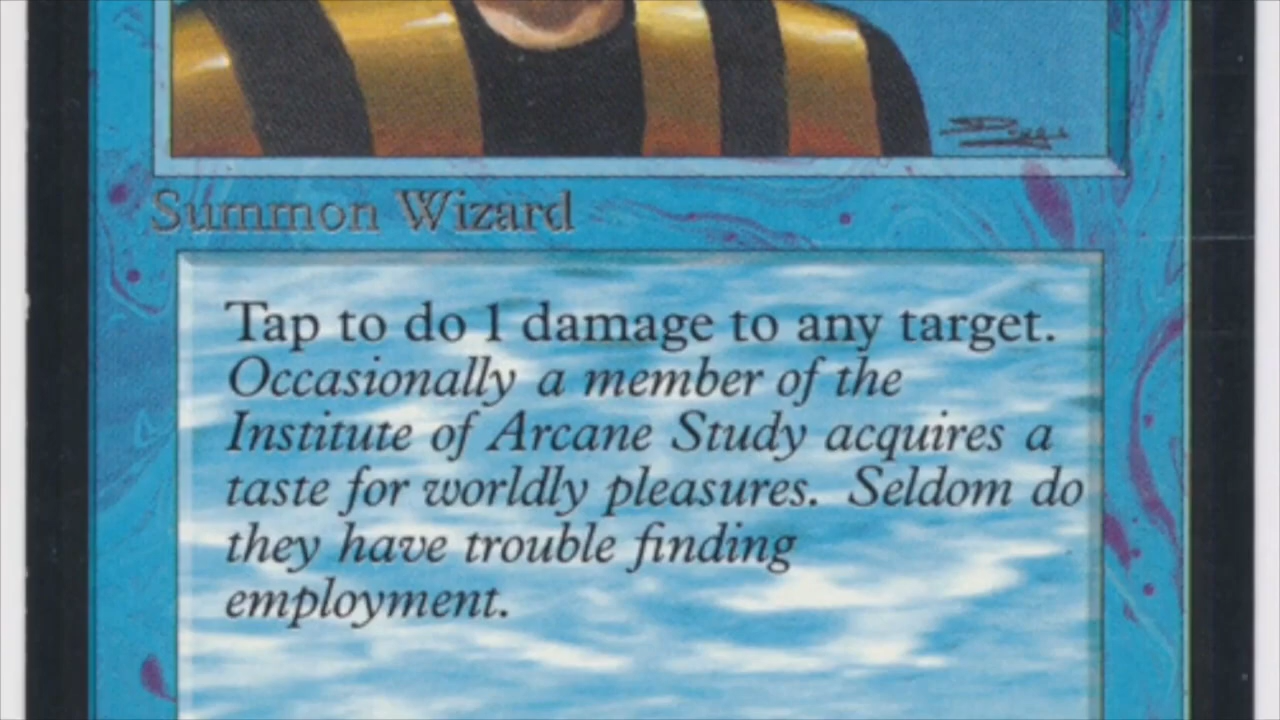 Summon Wizard
Tap to do 1 damage to any target.
Occasionally a member of the
Institute of Arcane Study acquires a
taste for worldly pleasures. Seldom do
they have trouble finding
employment.